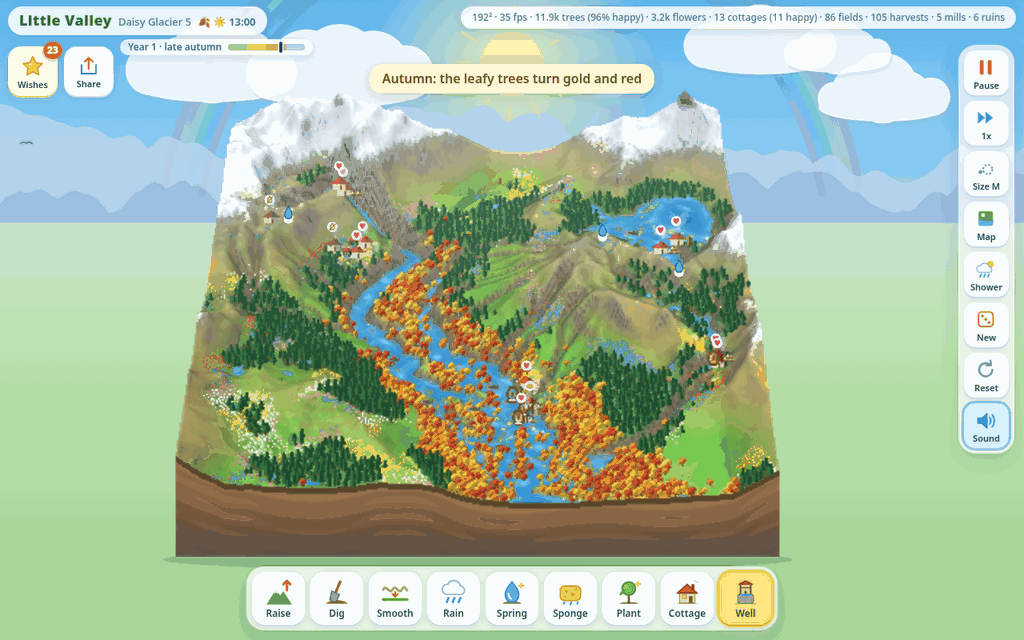 Little Valley Daisy Glacier 5 13:00
192² · 35 fps · 11.9k trees (96% happy) · 3.2k flowers · 13 cottages (11 happy) · 86 fields · 105 harvests · 5 mills · 6 ruins
Year 1 · late autumn
23
Wishes
Share
Autumn: the leafy trees turn gold and red
Pause
1x
Size M
Map
Shower
New
Reset
Sound
Raise
Dig
Smooth
Rain
Spring
Sponge
Plant
Cottage
Well